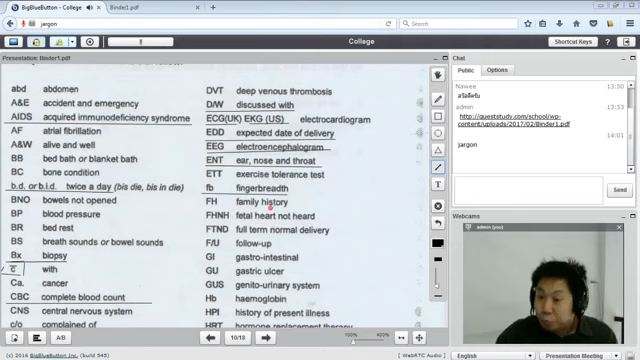 BigBlueButton - College
Binder1.pdf
jargon
Search
College
Shortcut Keys
Logout
Presentation: Binder1.pdf
abd abdomen
A&E accident and emergency
AIDS acquired immunodeficiency syndrome
AF atrial fibrillation
A&W alive and well
BB bed bath or blanket bath
BC bone condition
b.d. or b.i.d. twice a day (bis die, bis in die)
BNO bowels not opened
BP blood pressure
BR bed rest
BS breath sounds or bowel sounds
Bx biopsy
c with
Ca. cancer
CBC complete blood count
CNS central nervous system
c/o complained of
DVT deep venous thrombosis
D/W discussed with
ECG(UK) EKG (US) electrocardiogram
EDD expected date of delivery
EEG electroencephalogram
ENT ear, nose and throat
ETT exercise tolerance test
fb fingerbreadth
FH family history
FHNH fetal heart not heard
FTND full term normal delivery
F/U follow-up
GI gastro-intestinal
GU gastric ulcer
GUS genito-urinary system
Hb haemoglobin
HPI history of present illness
HRT hormone replacement therapy
A/B
10/18
100%
400%
Chat
Public
Options
Nawee 13:50
สวัสดีครับ
admin 13:53
http://queststudy.com/school/wp-content/uploads/2017/02/Binder1.pdf
14:01
jargon
Send
Webcams
admin (you)
(c) 2016 BigBlueButton Inc. (build 545)
[ WebRTC Audio ]
English
Presentation Meeting